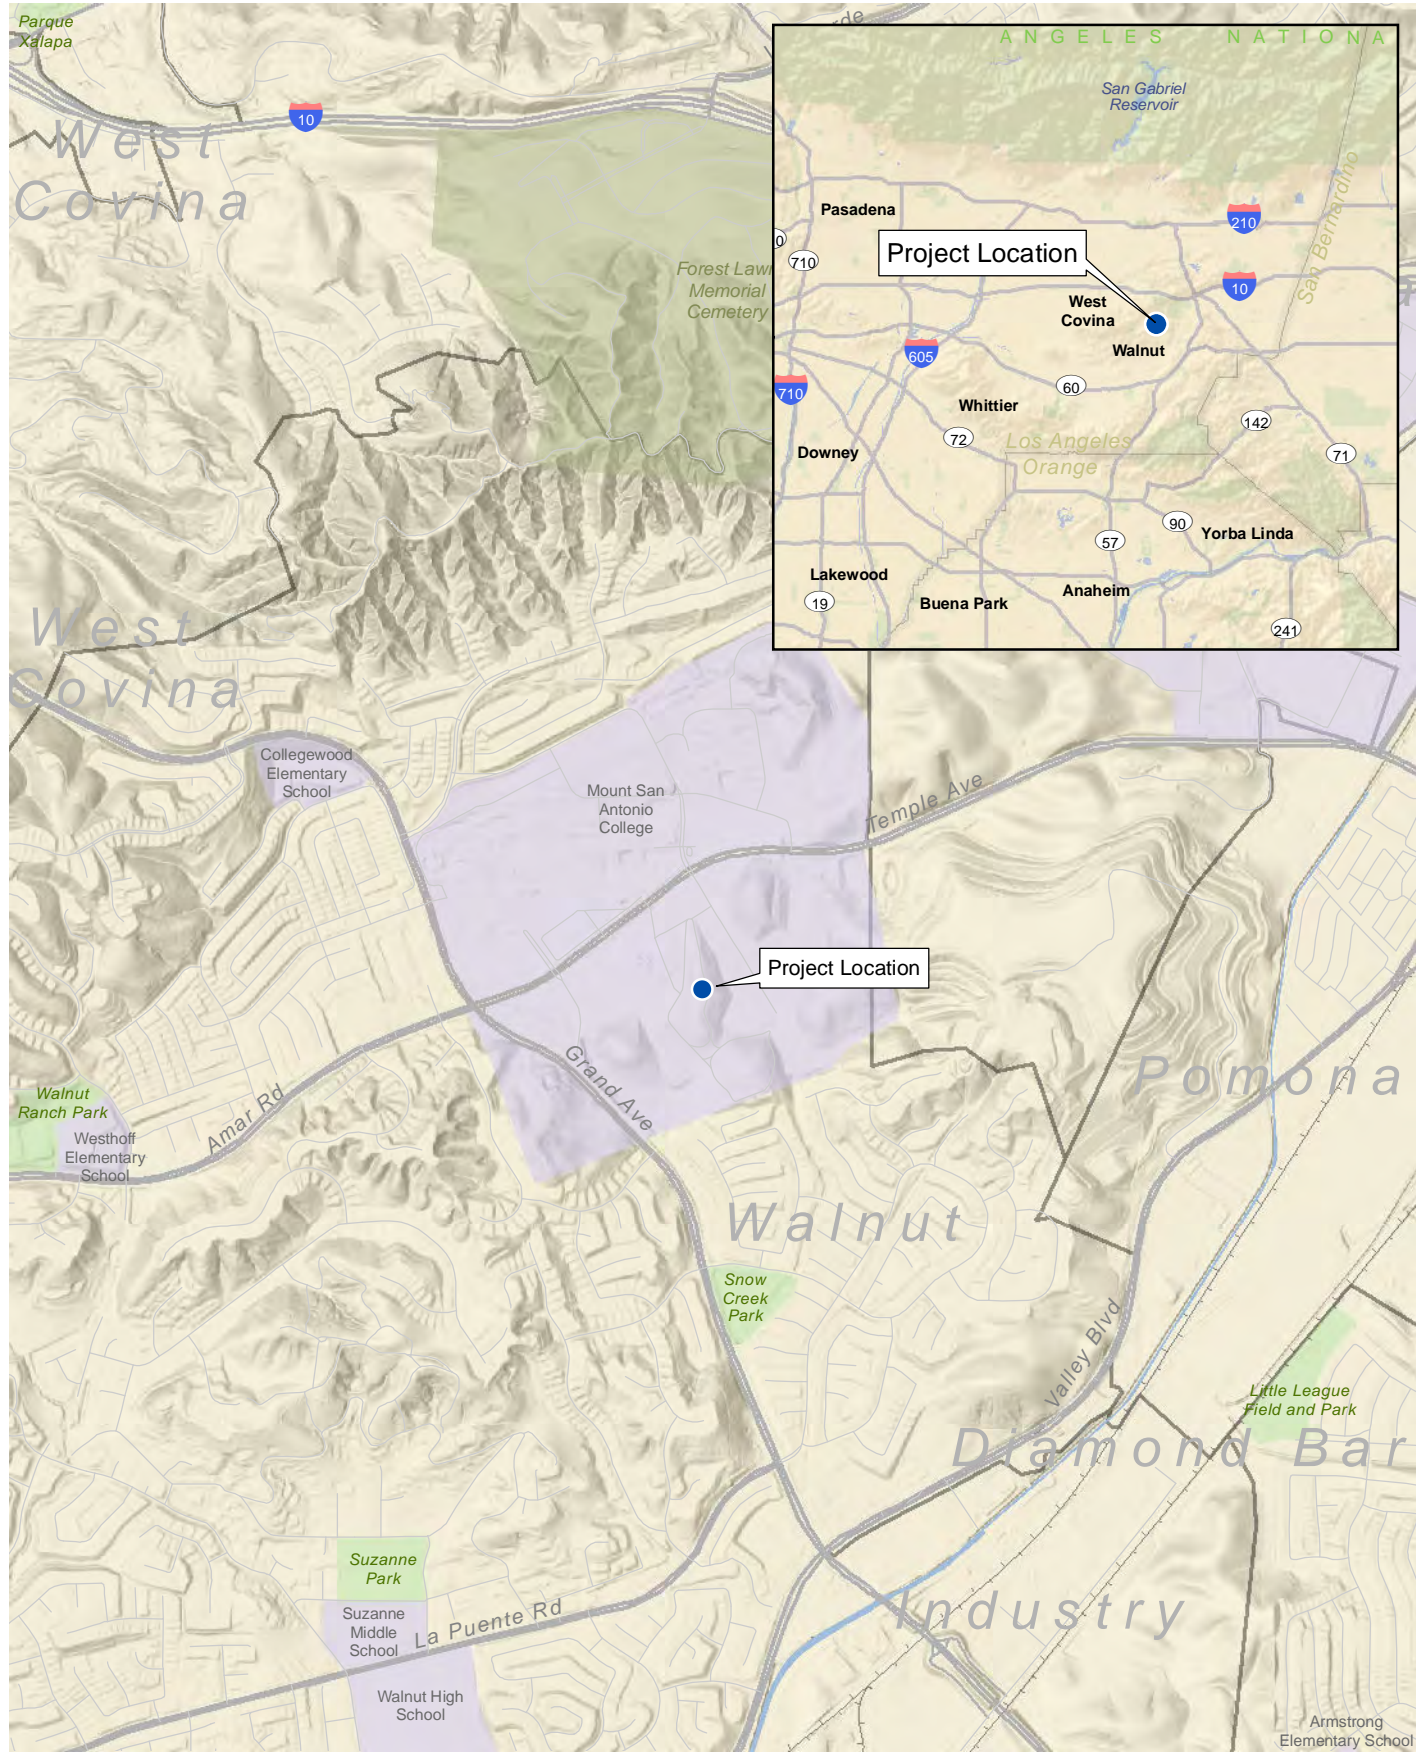 Parque
Xalapa
10
West
Covina
Forest Law
Memorial
Cemetery
ANGELES NATIONA
San Gabriel
Reservoir
San Bernardino
Pasadena
210
0
710
Project Location
10
West
Covina
Walnut
605
710
60
Whittier
142
72
Los Angeles
Orange
71
Downey
90
57
Yorba Linda
Lakewood
19
Buena Park
Anaheim
241
West
Covina
Collegewood
Elementary
School
Mount San
Antonio
College
Temple Ave
Project Location
Grand Ave
Pomona
Walnut
Ranch Park
Amar Rd
Westhoff
Elementary
School
Walnut
Snow
Creek
Park
Valley Blvd
Little League
Field and Park
Diamond Bar
Suzanne
Park
Suzanne
Middle
School
La Puente Rd
Industry
Walnut High
School
Armstrong
Elementary School